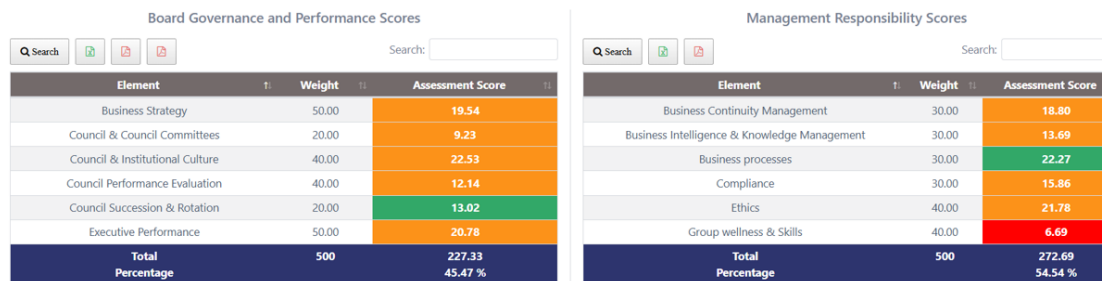 Board Governance and Performance Scores
Search
Search:
Element Weight Assessment Score
Business Strategy 50.00 19.54
Council & Council Committees 20.00 9.23
Council & Institutional Culture 40.00 22.53
Council Performance Evaluation 40.00 12.14
Council Succession & Rotation 20.00 13.02
Executive Performance 50.00 20.78
Total 500 227.33
Percentage 45.47 %
Management Responsibility Scores
Search
Search:
Element Weight Assessment Score
Business Continuity Management 30.00 18.80
Business Intelligence & Knowledge Management 30.00 13.69
Business processes 30.00 22.27
Compliance 30.00 15.86
Ethics 40.00 21.78
Group wellness & Skills 40.00 6.69
Total 500 272.69
Percentage 54.54 %